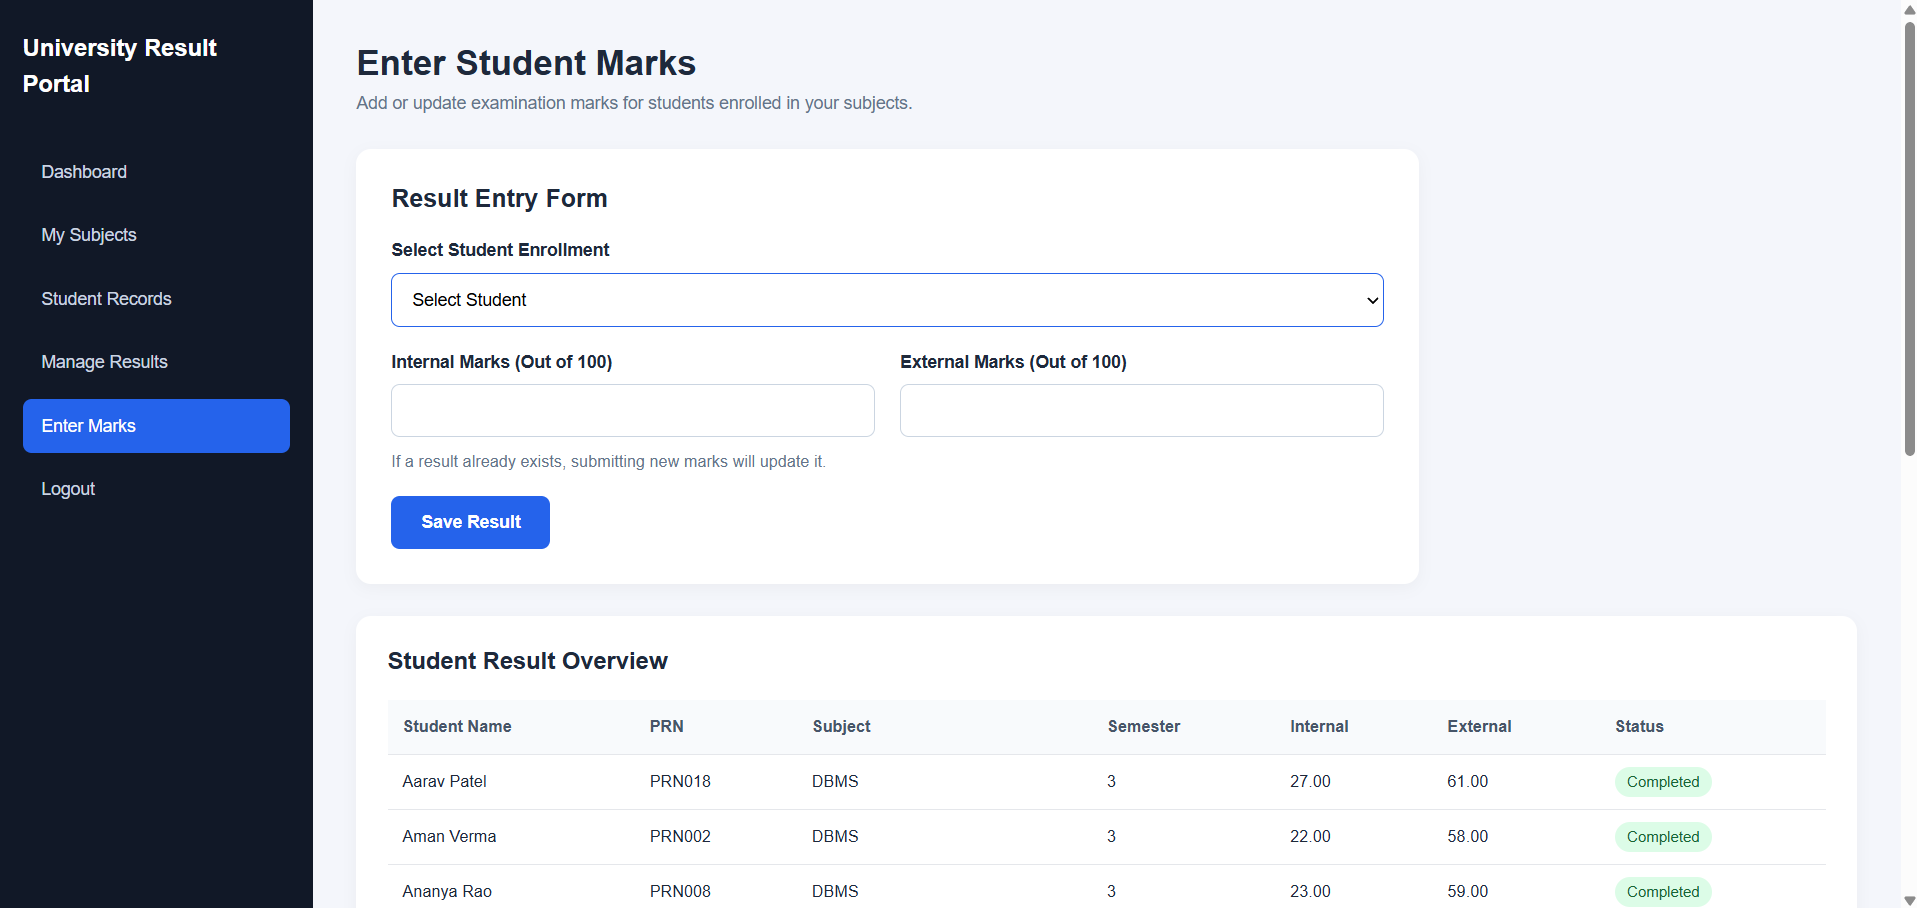 University Result
Portal
Dashboard
My Subjects
Student Records
Manage Results
Enter Marks
Logout
Enter Student Marks
Add or update examination marks for students enrolled in your subjects.
Result Entry Form
Select Student Enrollment
Select Student
Internal Marks (Out of 100) External Marks (Out of 100)
If a result already exists, submitting new marks will update it.
Save Result
Student Result Overview
Student Name PRN Subject Semester Internal External Status
Aarav Patel PRN018 DBMS 3 27.00 61.00 Completed
Aman Verma PRN002 DBMS 3 22.00 58.00 Completed
Ananya Rao PRN008 DBMS 3 23.00 59.00 Completed